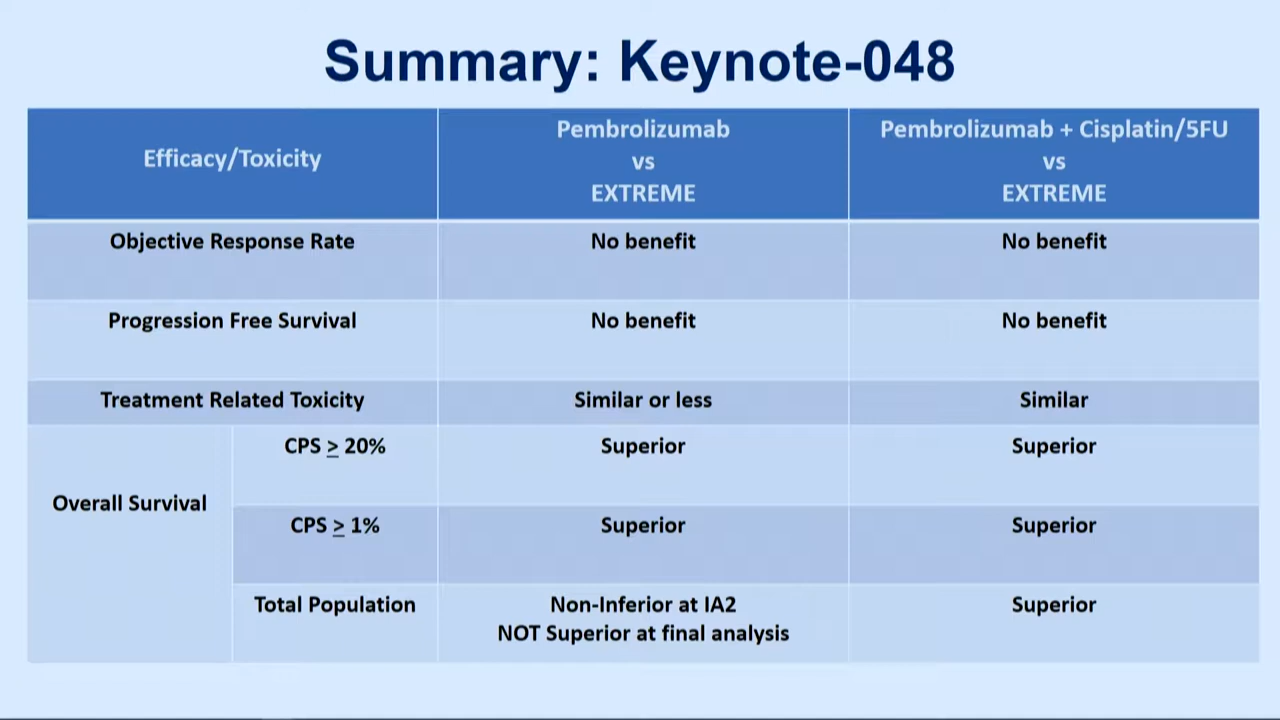 Summary: Keynote-048
Efficacy/Toxicity
Pembrolizumab
vs
EXTREME
Pembrolizumab + Cisplatin/5FU
vs
EXTREME
Objective Response Rate
No benefit
No benefit
Progression Free Survival
No benefit
No benefit
Treatment Related Toxicity
Similar or less
Similar
Overall Survival
CPS ≥ 20%
Superior
Superior
CPS ≥ 1%
Superior
Superior
Total Population
Non-Inferior at IA2
NOT Superior at final analysis
Superior